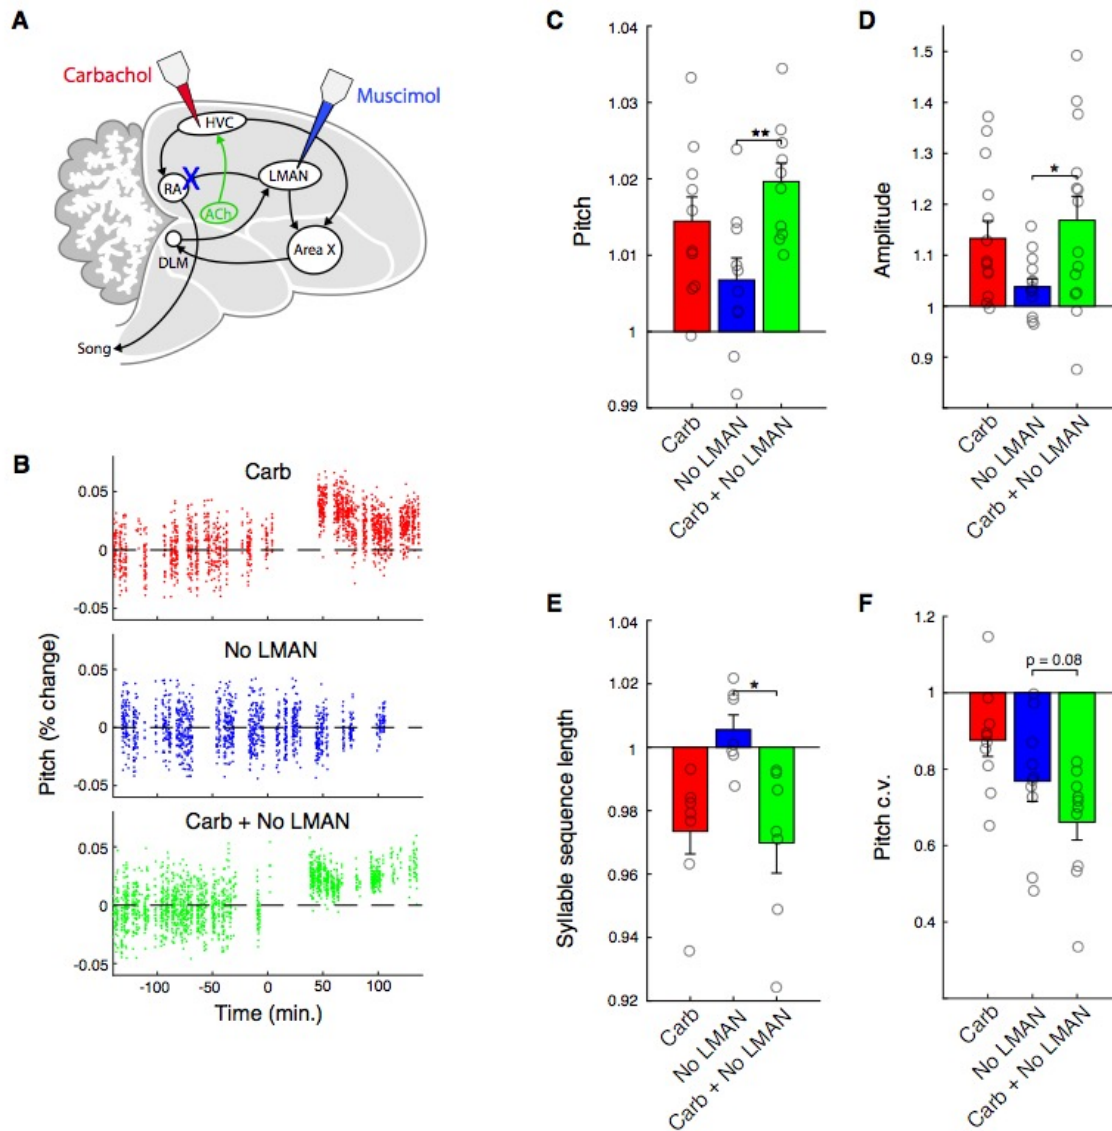 A
Carbachol
Muscimol
HVC
LMAN
RA
X
ACh
DLM
Area X
Song
B
Carb
0.05
0
-0.05
No LMAN
0.05
0
-0.05
Carb + No LMAN
0.05
0
-0.05
-100 -50 0 50 100
Time (min.)
Pitch (% change)
C
1.04
1.03
1.02
1.01
1
0.99
Pitch
**
Carb
No LMAN
Carb + No LMAN
D
1.5
1.4
1.3
1.2
1.1
1
0.9
Amplitude
*
Carb
No LMAN
Carb + No LMAN
E
1.04
1.02
1
0.98
0.96
0.94
0.92
Syllable sequence length
*
Carb
No LMAN
Carb + No LMAN
F
1.2
1
0.8
0.6
0.4
Pitch c.v.
p = 0.08
Carb
No LMAN
Carb + No LMAN